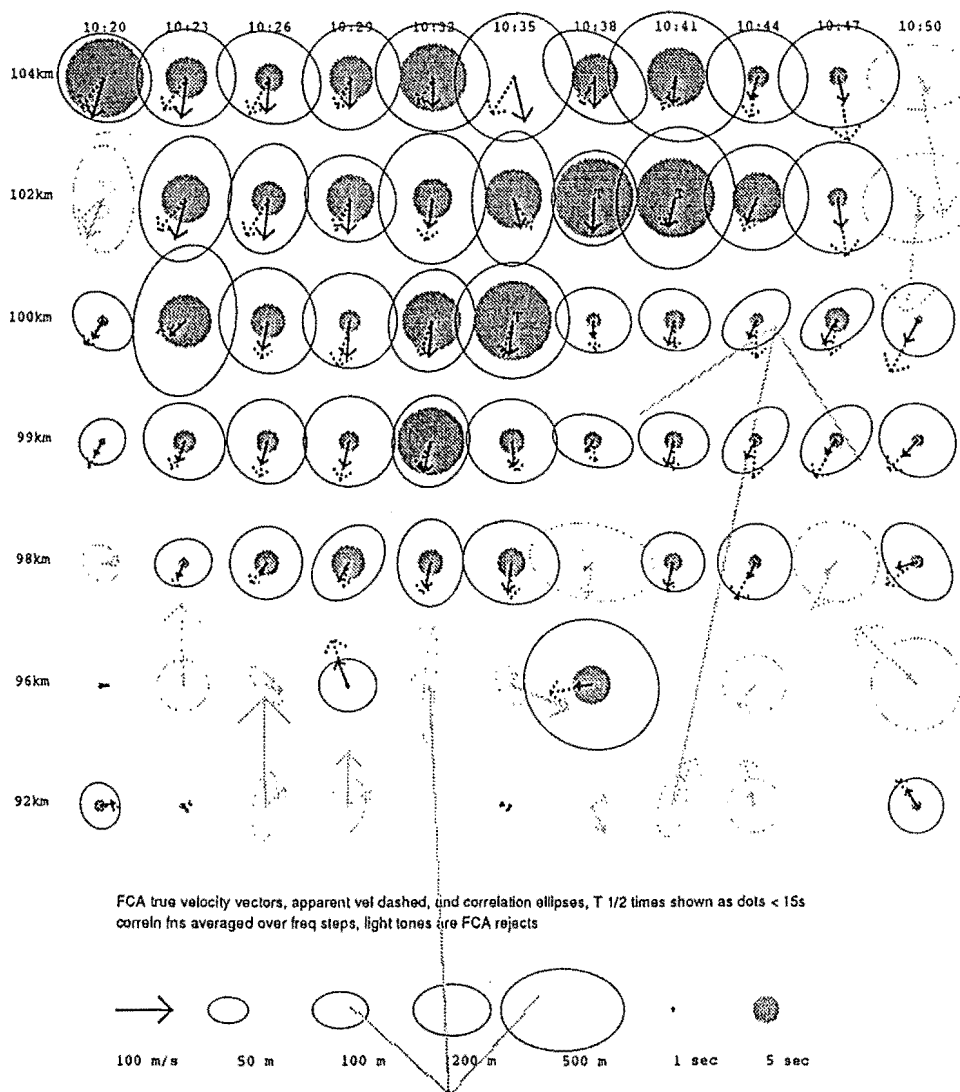 10:20 10:23 10:26 10:29 10:32 10:35 10:38 10:41 10:44 10:47 10:50
104km
102km
100km
99km
98km
96km
92km
FCA true velocity vectors, apparent vel dashed, and correlation ellipses, T 1/2 times shown as dots < 15s
correln fns averaged over freq steps, light tones are FCA rejects
100 m/s 50 m 100 m 200 m 500 m 1 sec 5 sec